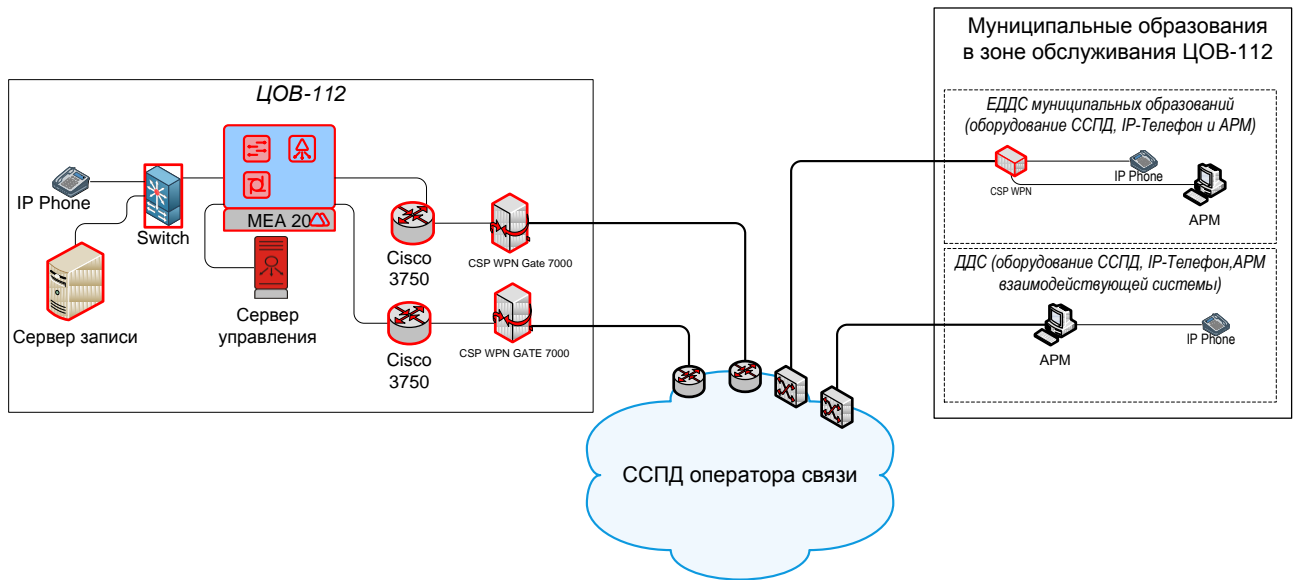 Муниципальные образования
в зоне обслуживания ЦОВ-112
ЦОВ-112
ЕДДС муниципальных образований
(оборудование ССПД, IP-Телефон и АРМ)
IP Phone
Switch
MEA 20
Cisco
3750
CSP WPN Gate 7000
CSP WPN
IP Phone
АРМ
Сервер записи
Сервер
управления
Cisco
3750
CSP WPN GATE 7000
ДДС (оборудование ССПД, IP-Телефон,АРМ
взаимодействующей системы)
АРМ
IP Phone
ССПД оператора связи